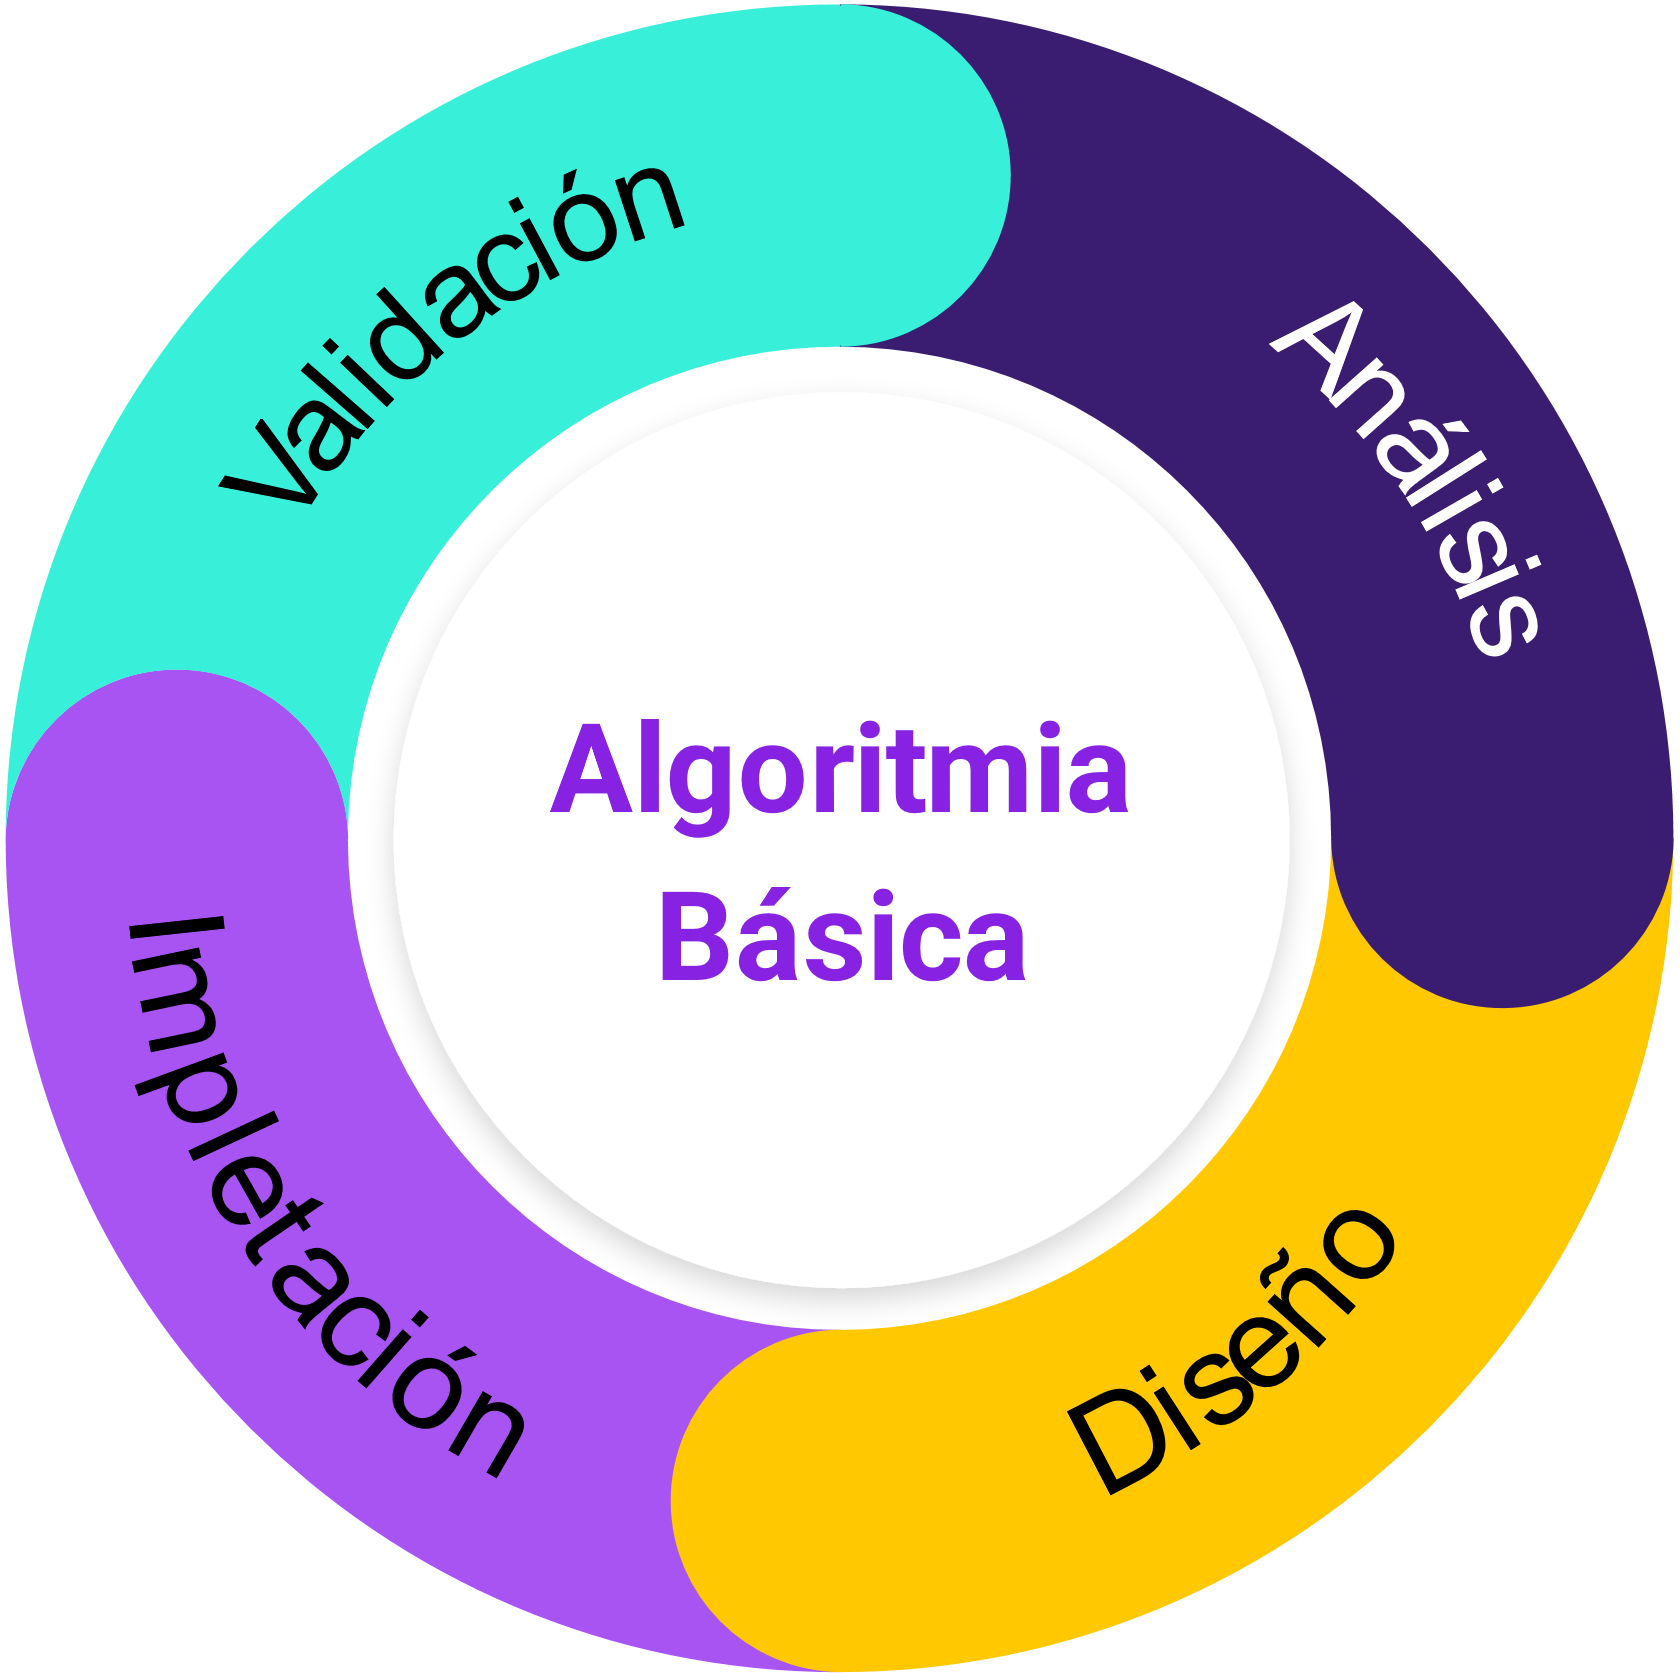 Algoritmia
Básica
Análisis
Diseño
Impletación
Validación